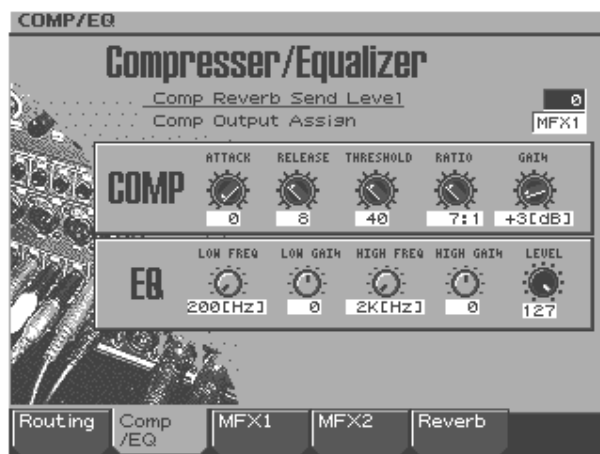 COMP/EQ
Compresser/Equalizer
Comp Reverb Send Level 0
Comp Output Assign MFX1
ATTACK RELEASE THRESHOLD RATIO GAIN
COMP
0 8 40 7:1 +3[dB]
LOW FREQ LOW GAIN HIGH FREQ HIGH GAIN LEVEL
EQ
200[Hz] 0 2K[Hz] 0 127
Routing Comp MFX1 MFX2 Reverb
/EQ